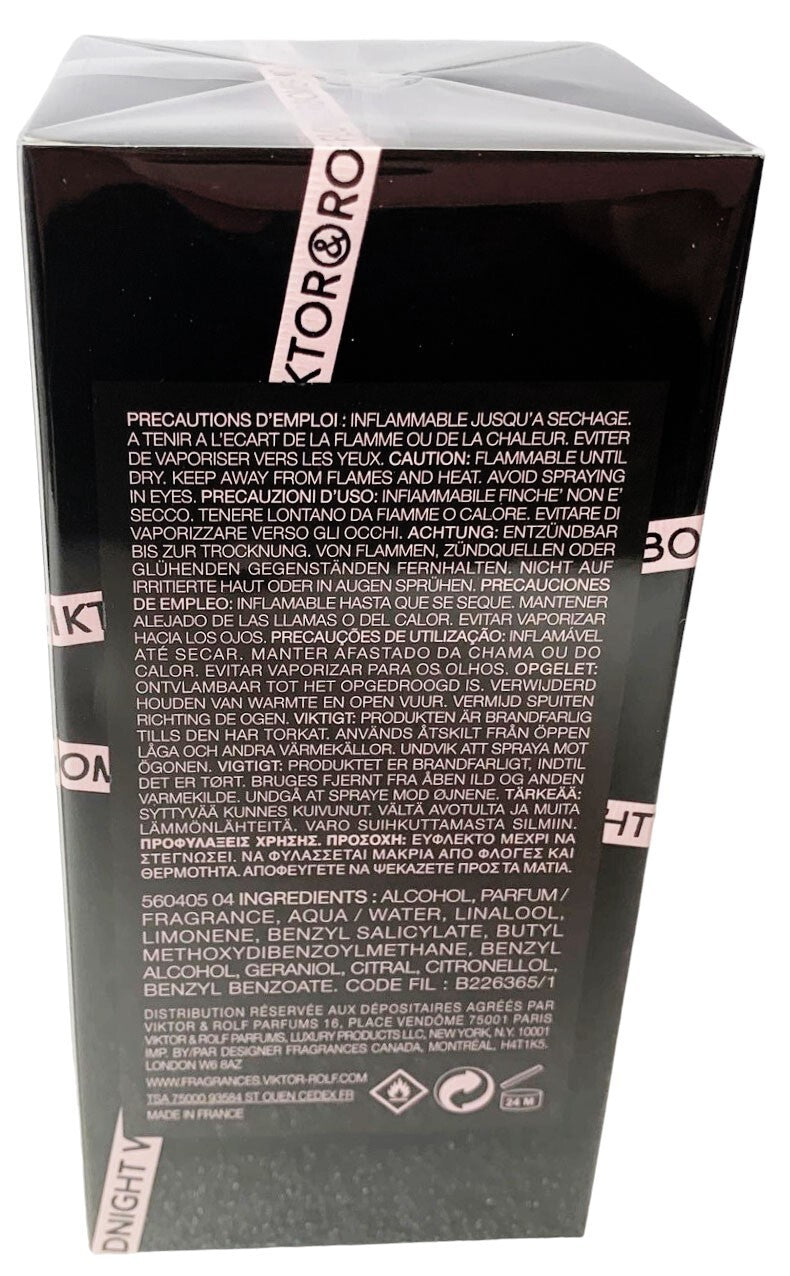 KTOR&RO
PRECAUTIONS D'EMPLOI : INFLAMMABLE JUSQU'A SECHAGE.
A TENIR A L'ECART DE LA FLAMME OU DE LA CHALEUR. EVITER
DE VAPORISER VERS LES YEUX. CAUTION: FLAMMABLE UNTIL
DRY. KEEP AWAY FROM FLAMES AND HEAT. AVOID SPRAYING
IN EYES. PRECAUZIONI D'USO: INFIAMMABILE FINCHE' NON E'
SECCO. TENERE LONTANO DA FIAMME O CALORE. EVITARE DI
VAPORIZZARE VERSO GLI OCCHI. ACHTUNG: ENTZÜNDBAR
BIS ZUR TROCKNUNG. VON FLAMMEN, ZÜNDQUELLEN ODER
GLÜHENDEN GEGENSTÄNDEN FERNHALTEN. NICHT AUF
IRRITIERTE HAUT ODER IN AUGEN SPRÜHEN. PRECAUCIONES
DE EMPLEO: INFLAMABLE HASTA QUE SE SEQUE. MANTENER
ALEJADO DE LAS LLAMAS O DEL CALOR. EVITAR VAPORIZAR
HACIA LOS OJOS. PRECAUÇÕES DE UTILIZAÇÃO: INFLAMÁVEL
ATÉ SECAR. MANTER AFASTADO DA CHAMA OU DO
CALOR. EVITAR VAPORIZAR PARA OS OLHOS. OPGELET:
ONTVLAMBAAR TOT HET OPGEDROOGD IS. VERWIJDERD
HOUDEN VAN WARMTE EN OPEN VUUR. VERMIJD SPUITEN
RICHTING DE OGEN. VIKTIGT: PRODUKTEN ÄR BRANDFARLIG
TILLS DEN HAR TORKAT. ANVÄNDS ÅTSKILT FRÅN ÖPPEN
LÅGA OCH ANDRA VÄRMEKÄLLOR. UNDVIK ATT SPRAYA MOT
ÖGONEN. VIGTIGT: PRODUKTET ER BRANDFARLIGT, INDTIL
DET ER TØRT. BRUGES FJERNT FRA ÅBEN ILD OG ANDEN
VARMEKILDE. UNDGÅ AT SPRAYE MOD ØJNENE. TÄRKEÄÄ:
SYTTYVÄÄ KUNNES KUIVUNUT. VÄLTÄ AVOTULTA JA MUITA
LÄMMÖNLÄHTEITÄ. VARO SUIHKUTTAMASTA SILMIIN.
ΠΡΟΦΥΛΑΞΕΙΣ ΧΡΗΣΗΣ. ΠΡΟΣΟΧΗ: ΕΥΦΛΕΚΤΟ ΜΕΧΡΙ ΝΑ
ΣΤΕΓΝΩΣΕΙ. ΝΑ ΦΥΛΑΣΣΕΤΑΙ ΜΑΚΡΙΑ ΑΠΟ ΦΛΟΓΕΣ ΚΑΙ
ΘΕΡΜΟΤΗΤΑ. ΑΠΟΦΕΥΓΕΤΕ ΝΑ ΨΕΚΑΖΕΤΕ ΠΡΟΣ ΤΑ ΜΑΤΙΑ.
560405 04 INGREDIENTS : ALCOHOL, PARFUM /
FRAGRANCE, AQUA / WATER, LINALOOL,
LIMONENE, BENZYL SALICYLATE, BUTYL
METHOXYDIBENZOYLMETHANE, BENZYL
ALCOHOL, GERANIOL, CITRAL, CITRONELLOL,
BENZYL BENZOATE. CODE FIL : B226365/1
DISTRIBUTION RÉSERVÉE AUX DÉPOSITAIRES AGRÉÉS PAR
VIKTOR & ROLF PARFUMS 16, PLACE VENDÔME 75001 PARIS
VIKTOR & ROLF PARFUMS, LUXURY PRODUCTS LLC, NEW YORK, N.Y. 10001
IMP. BY/PAR DESIGNER FRAGRANCES CANADA, MONTRÉAL, H4T1K5.
LONDON W6 8AZ
WWW.FRAGRANCES.VIKTOR-ROLF.COM
TSA 75000 93584 ST OUEN CEDEX FR
MADE IN FRANCE
24 M
IKT
OM
BO
HT
DNIGHT V